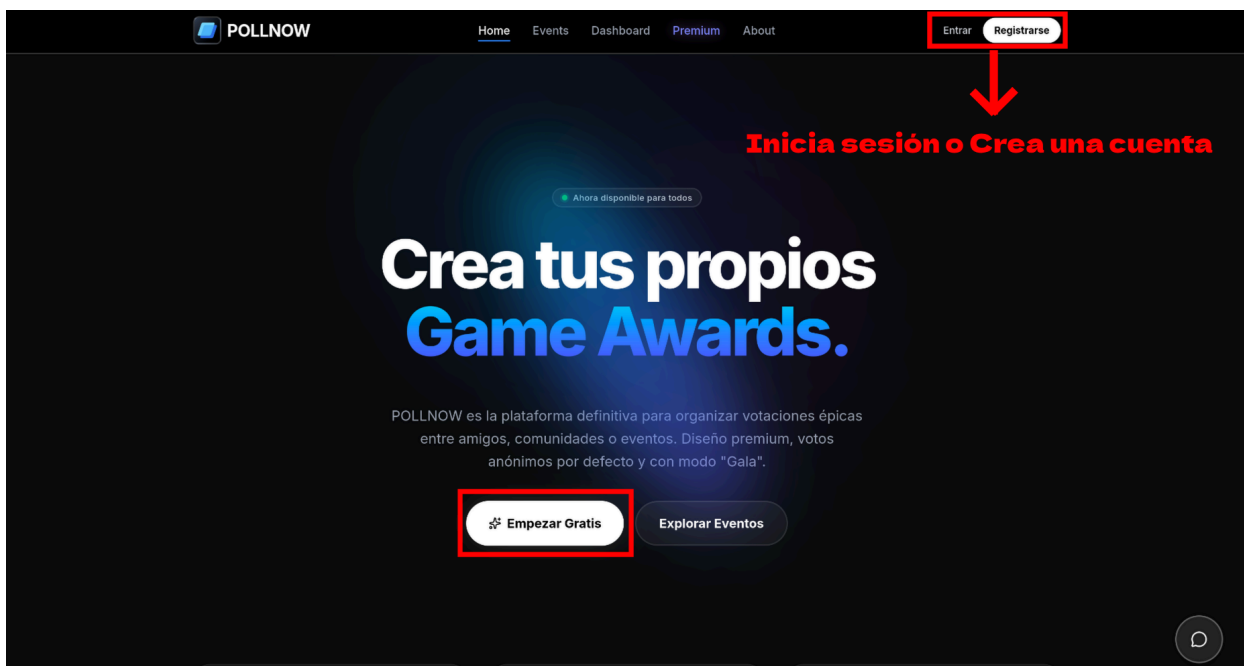 POLLNOW
Home Events Dashboard Premium About
Entrar Registrarse
Inicia sesión o Crea una cuenta
Ahora disponible para todos
Crea tus propios
Game Awards.
POLLNOW es la plataforma definitiva para organizar votaciones épicas
entre amigos, comunidades o eventos. Diseño premium, votos
anónimos por defecto y con modo "Gala".
Empezar Gratis
Explorar Eventos